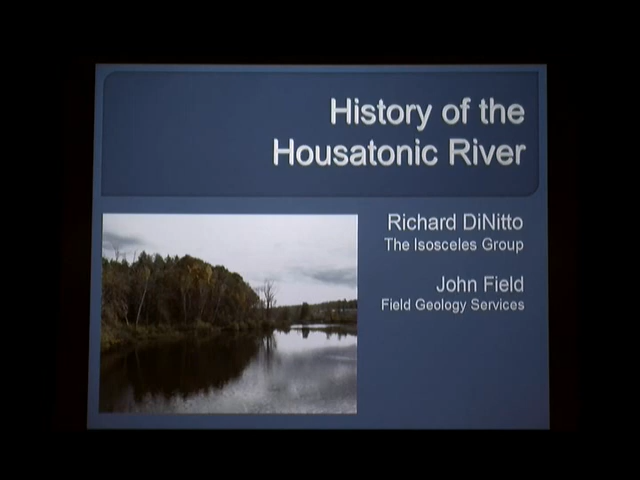 History of the
Housatonic River
Richard DiNitto
The Isosceles Group
John Field
Field Geology Services